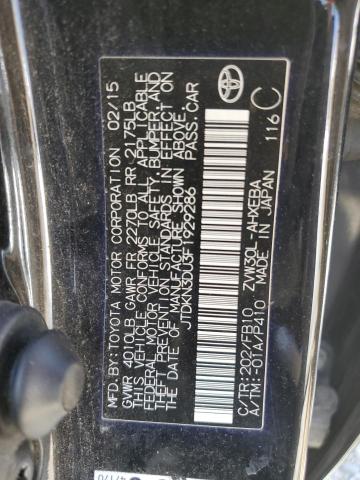 MFD.BY:TOYOTA MOTOR CORPORATION 02/15
GVWR 4010LB GAWR FR 2270LB RR 2175LB
THIS VEHICLE CONFORMS TO ALL APPLICABLE
FEDERAL MOTOR VEHICLE SAFETY, BUMPER, AND
THEFT PREVENTION STANDARDS IN EFFECT ON
THE DATE OF MANUFACTURE SHOWN ABOVE.
JTDKN3DU3F1929286 PASS.CAR
C/TR:202/FB10 ZVW30L-AHXEBA
A/TM:-01A/P410 MADE IN JAPAN 116 C
TOYOTA